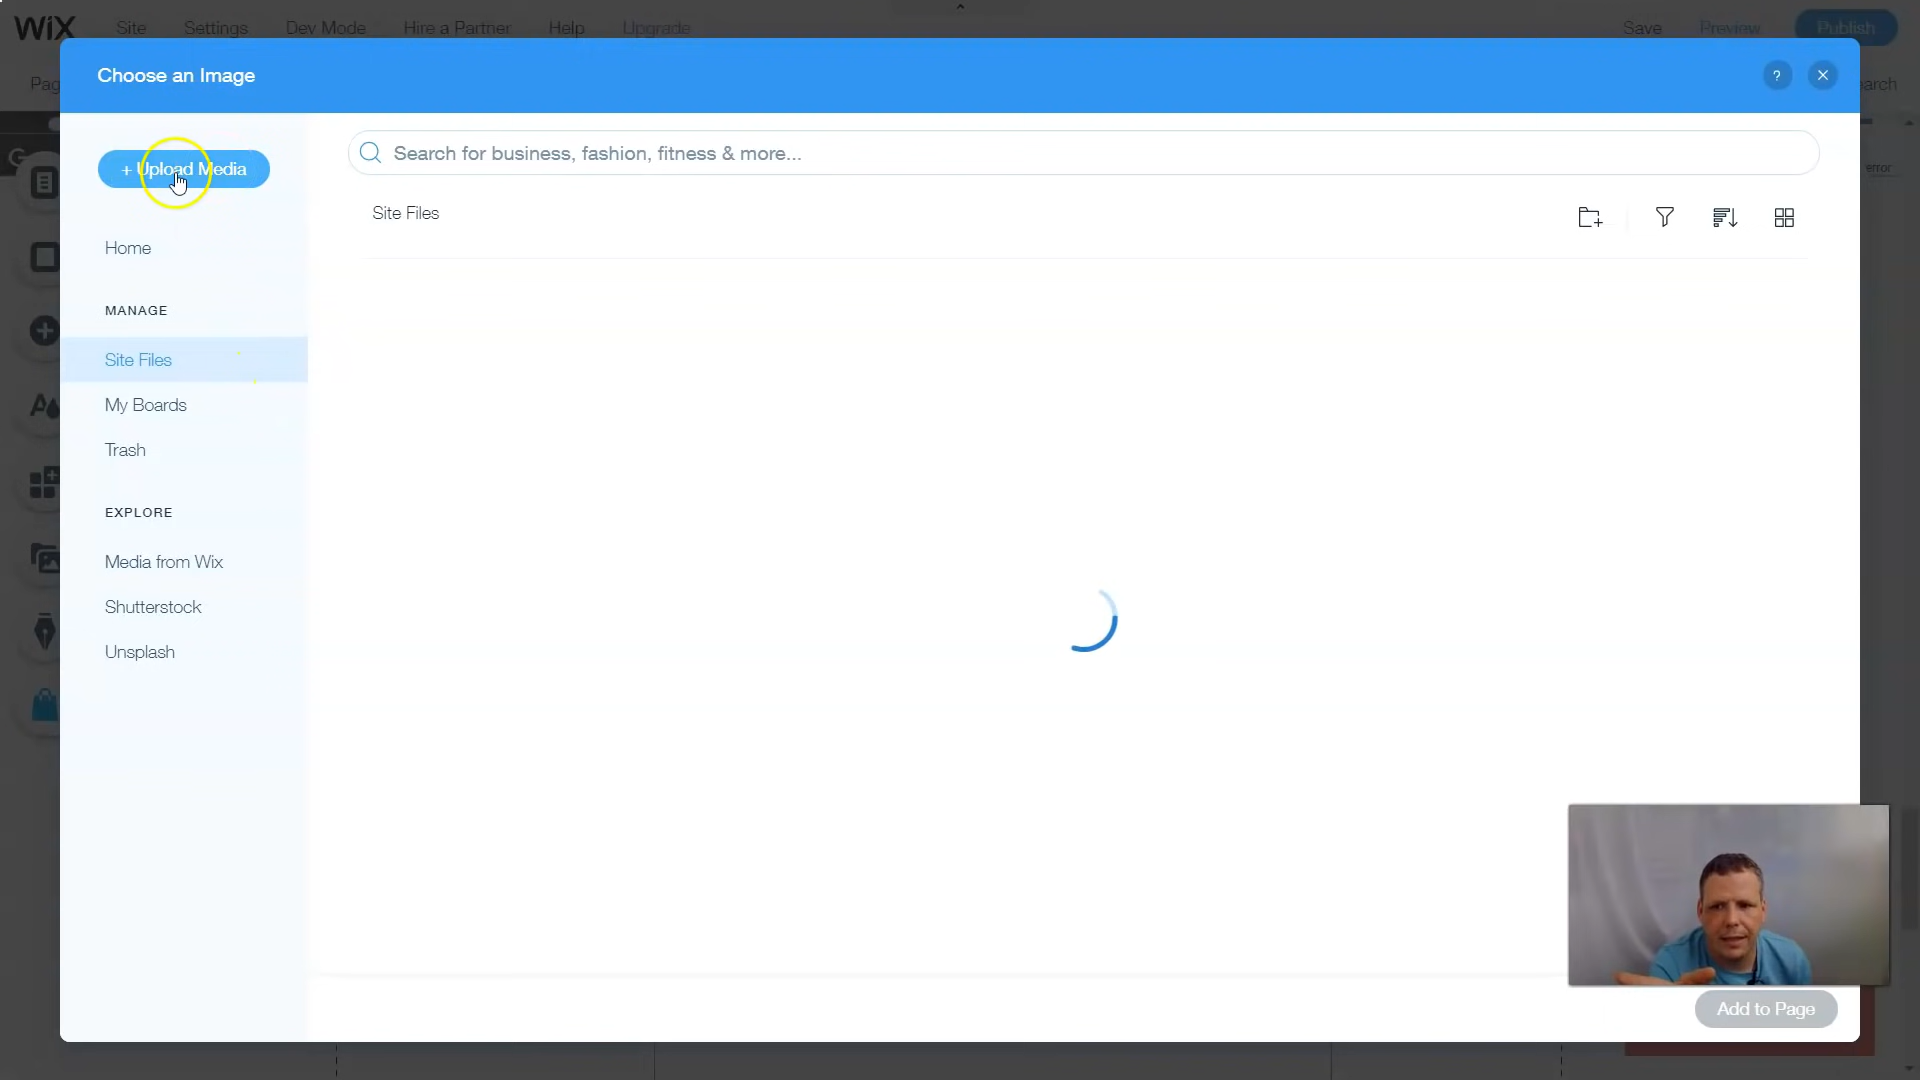 WiX
Site Settings Dev Mode Hire a Partner Help Upgrade Save Preview Publish
Choose an Image
?
+ Upload Media
Search for business, fashion, fitness & more...
error
Site Files
Home
MANAGE
Site Files
My Boards
Trash
EXPLORE
Media from Wix
Shutterstock
Unsplash
Add to Page